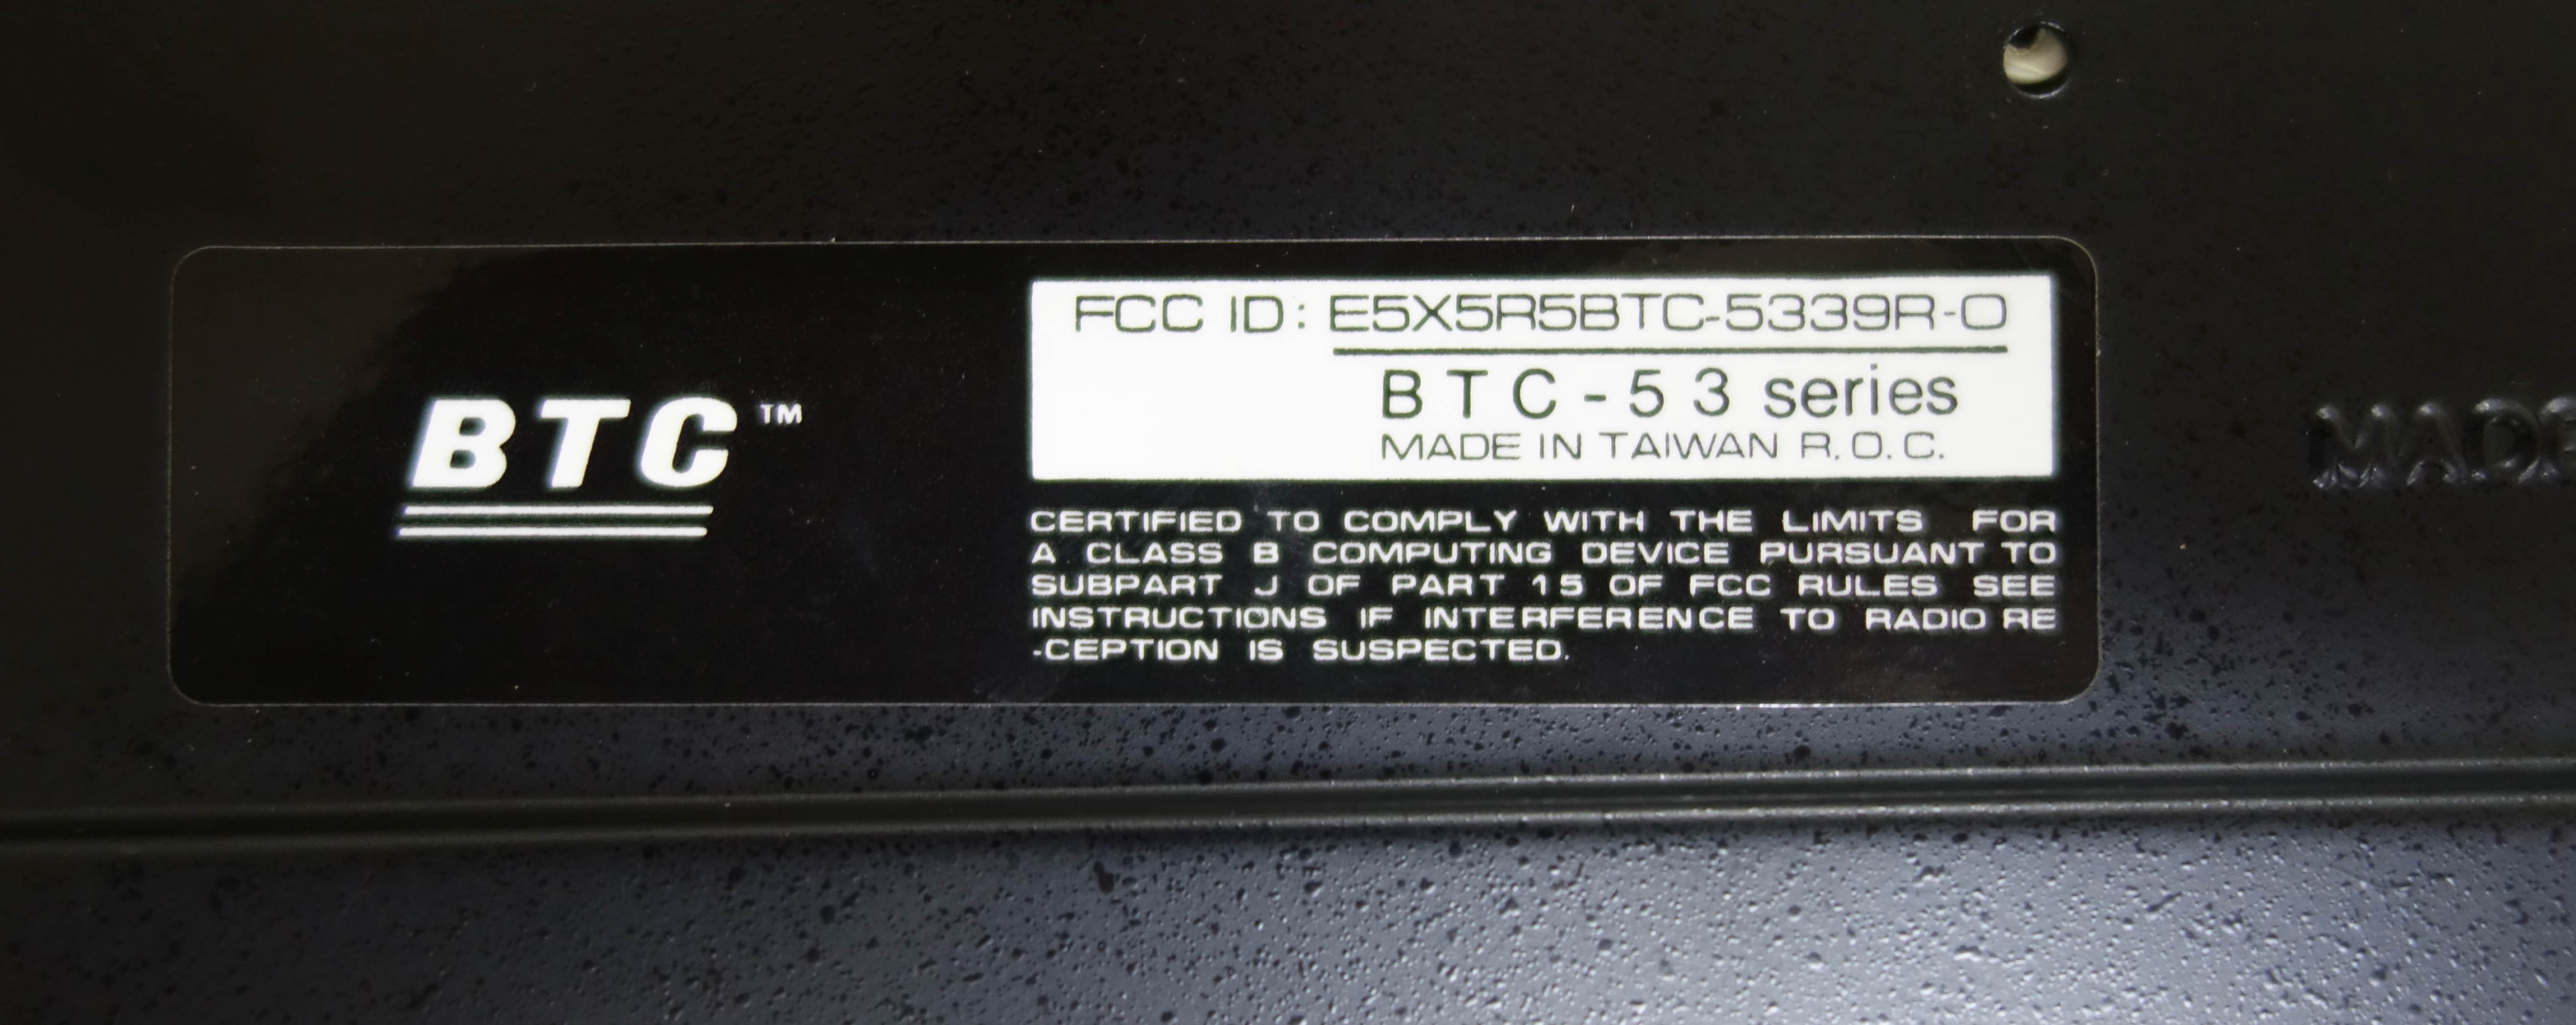 BTC™
FCC ID: E5X5R5BTC-5339R-O
BTC-53 series
MADE IN TAIWAN R.O.C.
CERTIFIED TO COMPLY WITH THE LIMITS FOR
A CLASS B COMPUTING DEVICE PURSUANT TO
SUBPART J OF PART 15 OF FCC RULES SEE
INSTRUCTIONS IF INTERFERENCE TO RADIO RE
-CEPTION IS SUSPECTED.
MADE